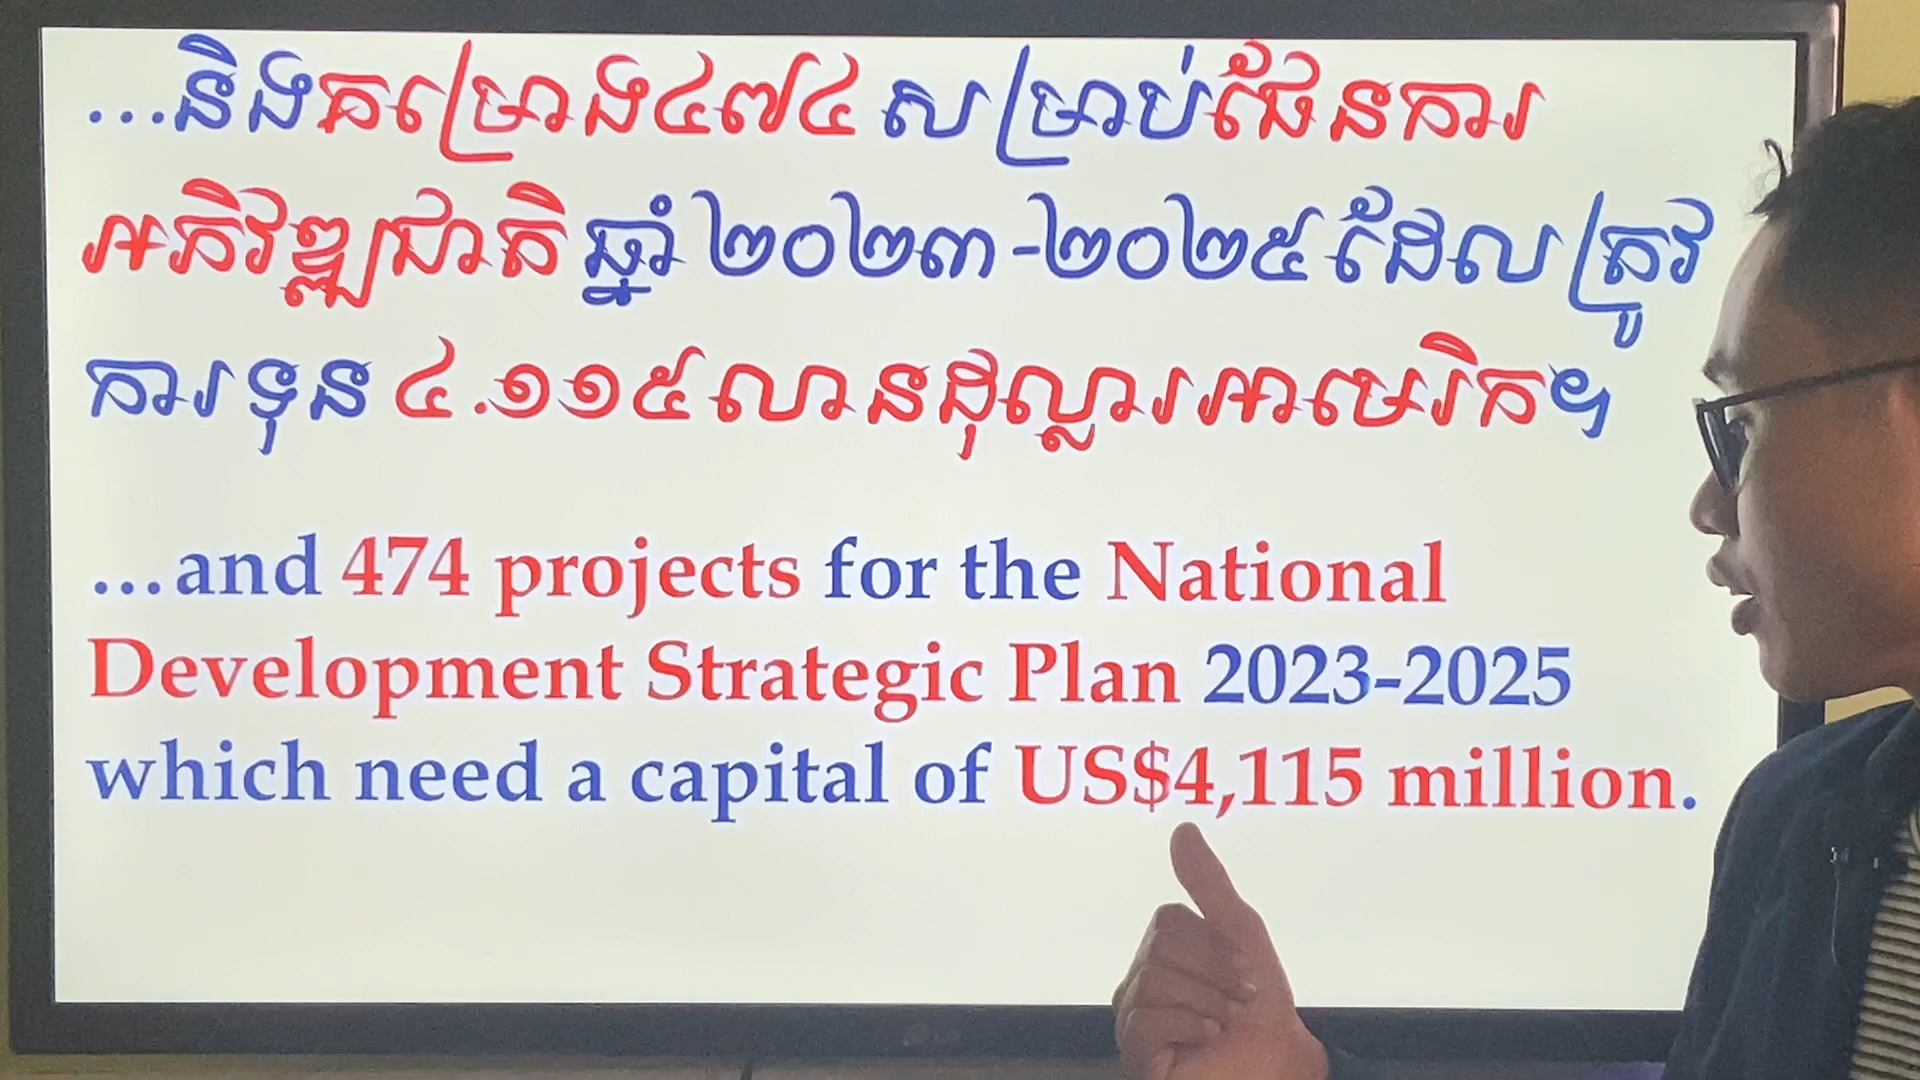 ...និងគម្រោង៤៧៤ សម្រាប់ផែនការ
អភិវឌ្ឍជាតិ ឆ្នាំ២០២៣-២០២៥ ដែលត្រូវ
ការទុន ៤.១១៥លានដុល្លារអាមេរិក។
...and 474 projects for the National
Development Strategic Plan 2023-2025
which need a capital of US$4,115 million.